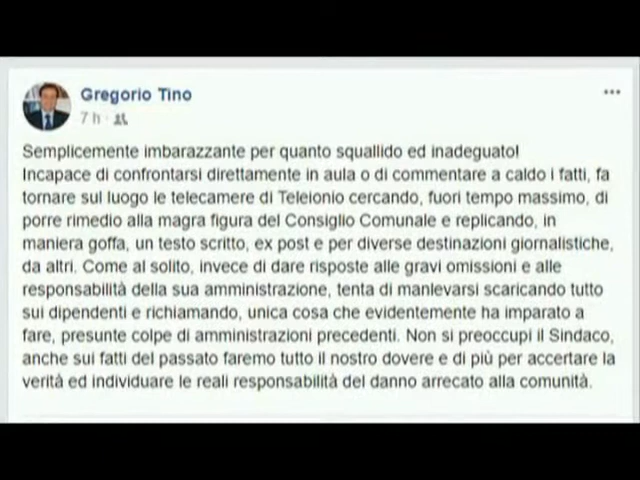 Gregorio Tino
7 h
Semplicemente imbarazzante per quanto squallido ed inadeguato!
Incapace di confrontarsi direttamente in aula o di commentare a caldo i fatti, fa
tornare sul luogo le telecamere di Teleionio cercando, fuori tempo massimo, di
porre rimedio alla magra figura del Consiglio Comunale e replicando, in
maniera goffa, un testo scritto, ex post e per diverse destinazioni giornalistiche,
da altri. Come al solito, invece di dare risposte alle gravi omissioni e alle
responsabilità della sua amministrazione, tenta di manlevarsi scaricando tutto
sui dipendenti e richiamando, unica cosa che evidentemente ha imparato a
fare, presunte colpe di amministrazioni precedenti. Non si preoccupi il Sindaco,
anche sui fatti del passato faremo tutto il nostro dovere e di più per accertare la
verità ed individuare le reali responsabilità del danno arrecato alla comunità.